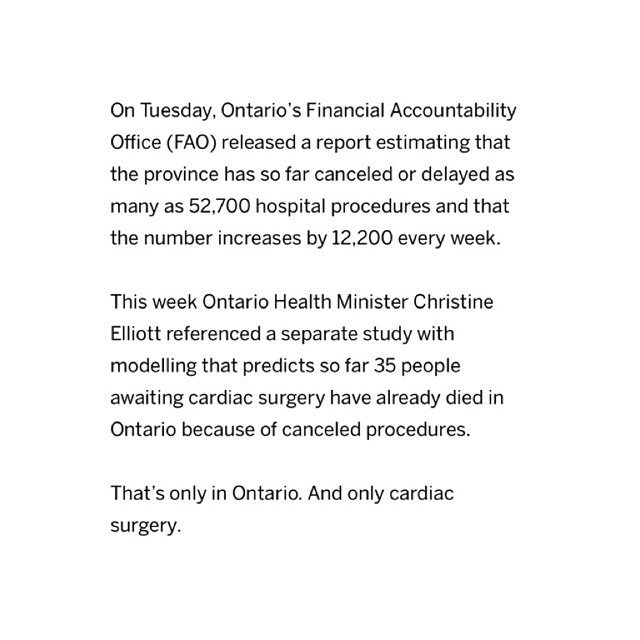 On Tuesday, Ontario's Financial Accountability
Office (FAO) released a report estimating that
the province has so far canceled or delayed as
many as 52,700 hospital procedures and that
the number increases by 12,200 every week.
This week Ontario Health Minister Christine
Elliott referenced a separate study with
modelling that predicts so far 35 people
awaiting cardiac surgery have already died in
Ontario because of canceled procedures.
That's only in Ontario. And only cardiac
surgery.